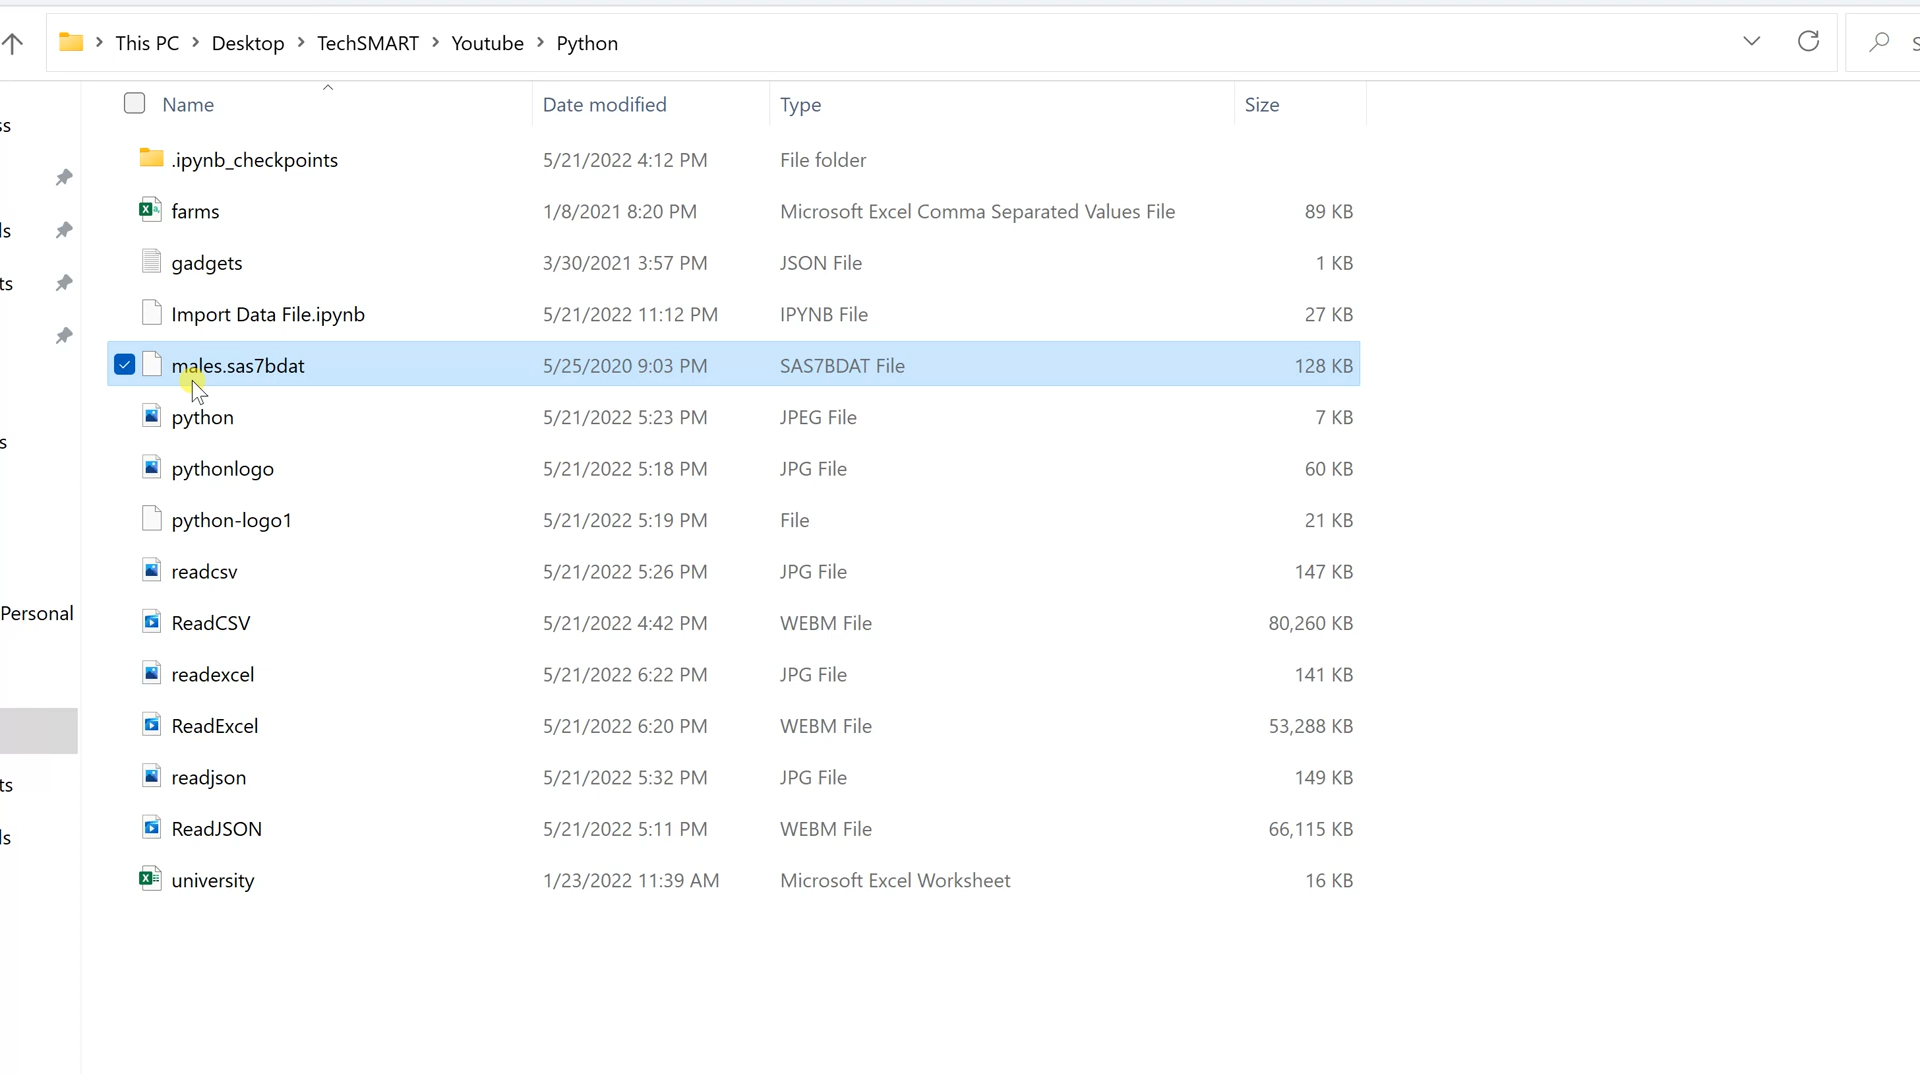 This PC > Desktop > TechSMART > Youtube > Python
Name Date modified Type Size
.ipynb_checkpoints 5/21/2022 4:12 PM File folder
farms 1/8/2021 8:20 PM Microsoft Excel Comma Separated Values File 89 KB
gadgets 3/30/2021 3:57 PM JSON File 1 KB
Import Data File.ipynb 5/21/2022 11:12 PM IPYNB File 27 KB
males.sas7bdat 5/25/2020 9:03 PM SAS7BDAT File 128 KB
python 5/21/2022 5:23 PM JPEG File 7 KB
pythonlogo 5/21/2022 5:18 PM JPG File 60 KB
python-logo1 5/21/2022 5:19 PM File 21 KB
readcsv 5/21/2022 5:26 PM JPG File 147 KB
Personal
ReadCSV 5/21/2022 4:42 PM WEBM File 80,260 KB
readexcel 5/21/2022 6:22 PM JPG File 141 KB
ReadExcel 5/21/2022 6:20 PM WEBM File 53,288 KB
readjson 5/21/2022 5:32 PM JPG File 149 KB
ReadJSON 5/21/2022 5:11 PM WEBM File 66,115 KB
university 1/23/2022 11:39 AM Microsoft Excel Worksheet 16 KB